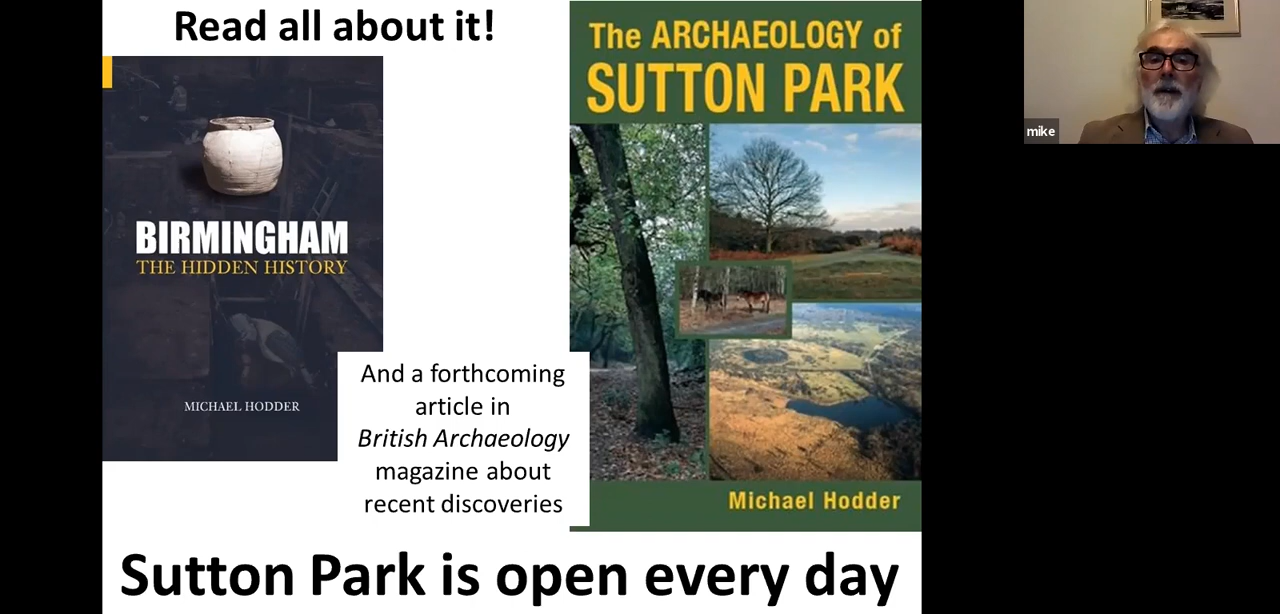 Read all about it!
BIRMINGHAM
THE HIDDEN HISTORY
MICHAEL HODDER
And a forthcoming
article in
British Archaeology
magazine about
recent discoveries
The ARCHAEOLOGY of
SUTTON PARK
Michael Hodder
Sutton Park is open every day
mike